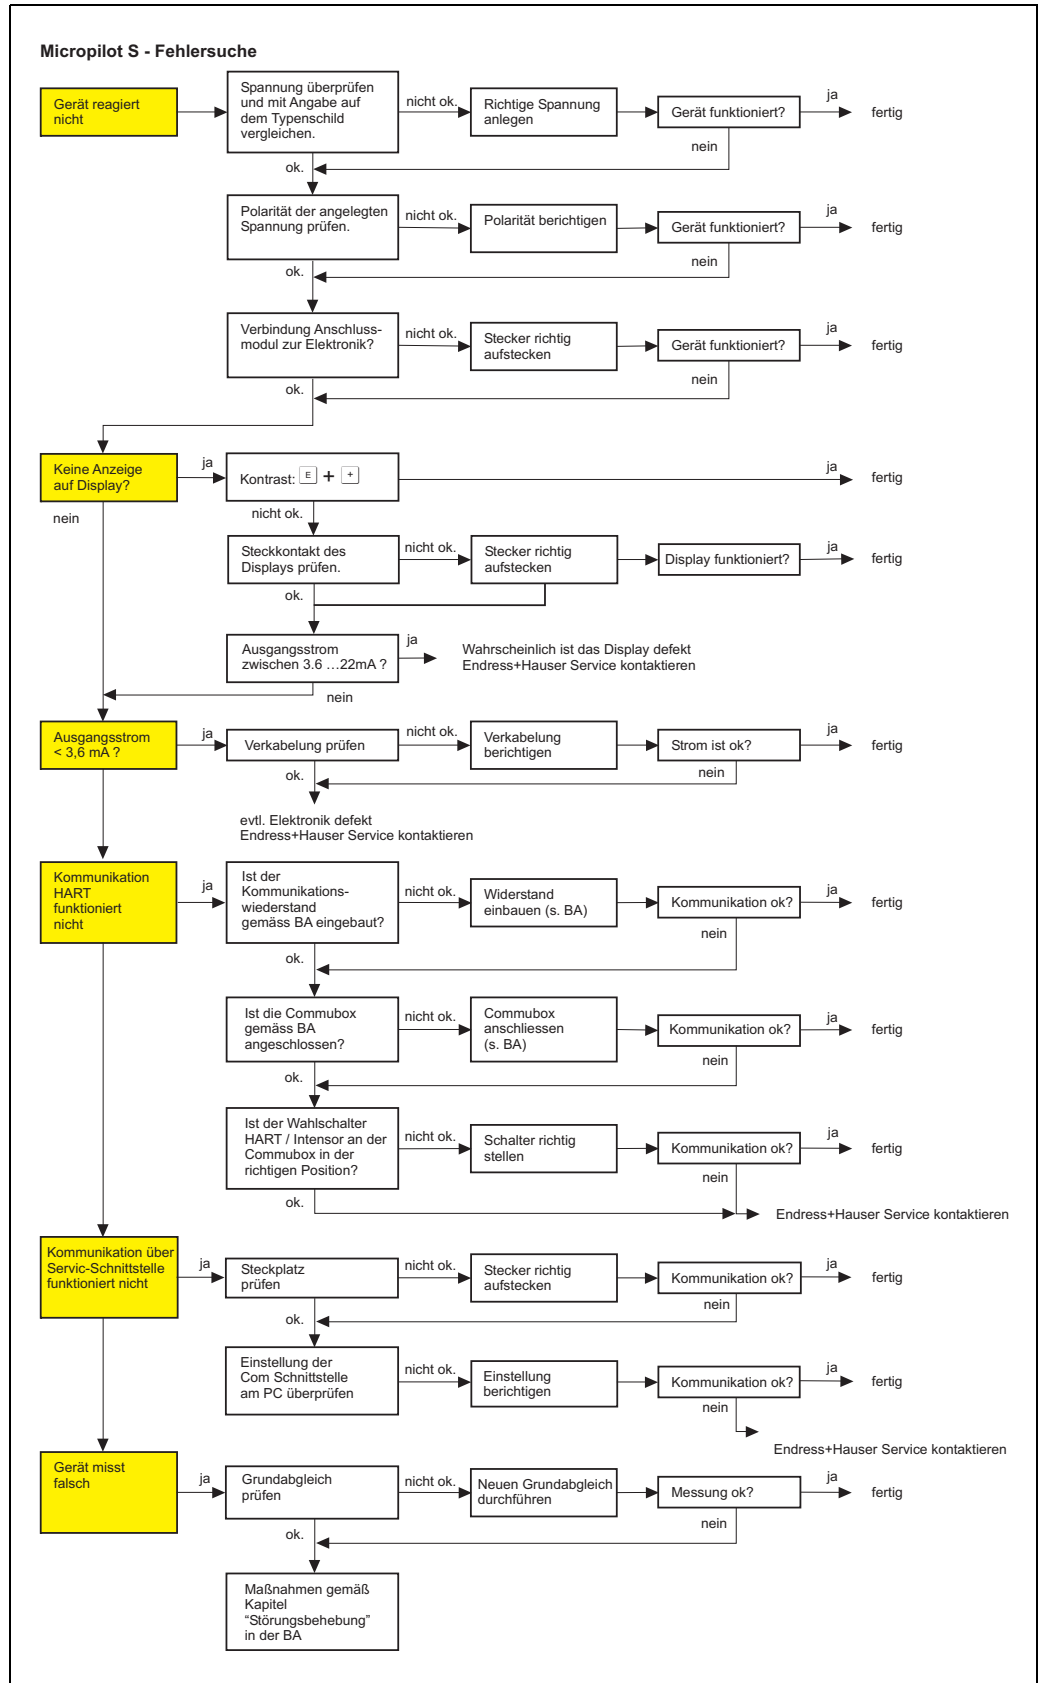 Micropilot S - Fehlersuche
Gerät reagiert
nicht
Spannung überprüfen
und mit Angabe auf
dem Typenschild
vergleichen.
nicht ok.
Richtige Spannung
anlegen
Gerät funktioniert?
ja
fertig
nein
ok.
Polarität der angelegten
Spannung prüfen.
nicht ok.
Polarität berichtigen
Gerät funktioniert?
ja
fertig
nein
ok.
Verbindung Anschluss-
modul zur Elektronik?
nicht ok.
Stecker richtig
aufstecken
Gerät funktioniert?
ja
fertig
nein
ok.
Keine Anzeige
auf Display?
ja
Kontrast: E + +
ja
fertig
nein
nicht ok.
Steckkontakt des
Displays prüfen.
nicht ok.
Stecker richtig
aufstecken
Display funktioniert?
ja
fertig
ok.
Ausgangsstrom
zwischen 3.6 ...22mA ?
ja
Wahrscheinlich ist das Display defekt
Endress+Hauser Service kontaktieren
nein
Ausgangsstrom
< 3,6 mA ?
ja
Verkabelung prüfen
nicht ok.
Verkabelung
berichtigen
Strom ist ok?
ja
fertig
nein
ok.
evtl. Elektronik defekt
Endress+Hauser Service kontaktieren
Kommunikation
HART
funktioniert
nicht
ja
Ist der
Kommunikations-
wiederstand
gemäss BA eingebaut?
nicht ok.
Widerstand
einbauen (s. BA)
Kommunikation ok?
ja
fertig
nein
ok.
Ist die Commubox
gemäss BA
angeschlossen?
nicht ok.
Commubox
anschliessen
(s. BA)
Kommunikation ok?
ja
fertig
nein
ok.
Ist der Wahlschalter
HART / Intensor an der
Commubox in der
richtigen Position?
nicht ok.
Schalter richtig
stellen
Kommunikation ok?
ja
fertig
nein
ok.
Endress+Hauser Service kontaktieren
Kommunikation über
Servic-Schnittstelle
funktioniert nicht
ja
Steckplatz
prüfen
nicht ok.
Stecker richtig
aufstecken
Kommunikation ok?
ja
fertig
nein
ok.
Einstellung der
Com Schnittstelle
am PC überprüfen
nicht ok.
Einstellung
berichtigen
Kommunikation ok?
ja
fertig
nein
Endress+Hauser Service kontaktieren
Gerät misst
falsch
ja
Grundabgleich
prüfen
nicht ok.
Neuen Grundabgleich
durchführen
Messung ok?
ja
fertig
nein
ok.
Maßnahmen gemäß
Kapitel
“Störungsbehebung”
in der BA